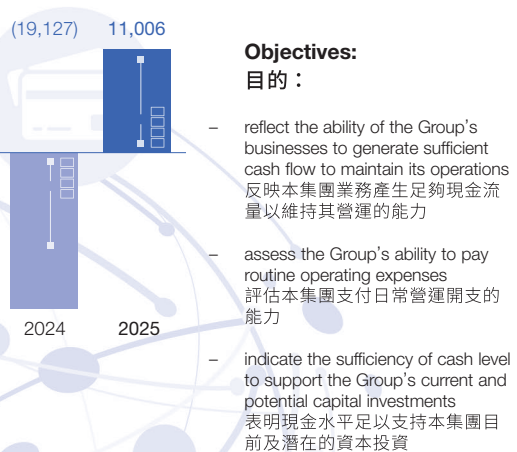 (19,127) 11,006
2024 2025
Objectives:
目的：
– reflect the ability of the Group's
businesses to generate sufficient
cash flow to maintain its operations
反映本集團業務產生足夠現金流
量以維持其營運的能力
– assess the Group's ability to pay
routine operating expenses
評估本集團支付日常營運開支的
能力
– indicate the sufficiency of cash level
to support the Group's current and
potential capital investments
表明現金水平足以支持本集團目
前及潛在的資本投資